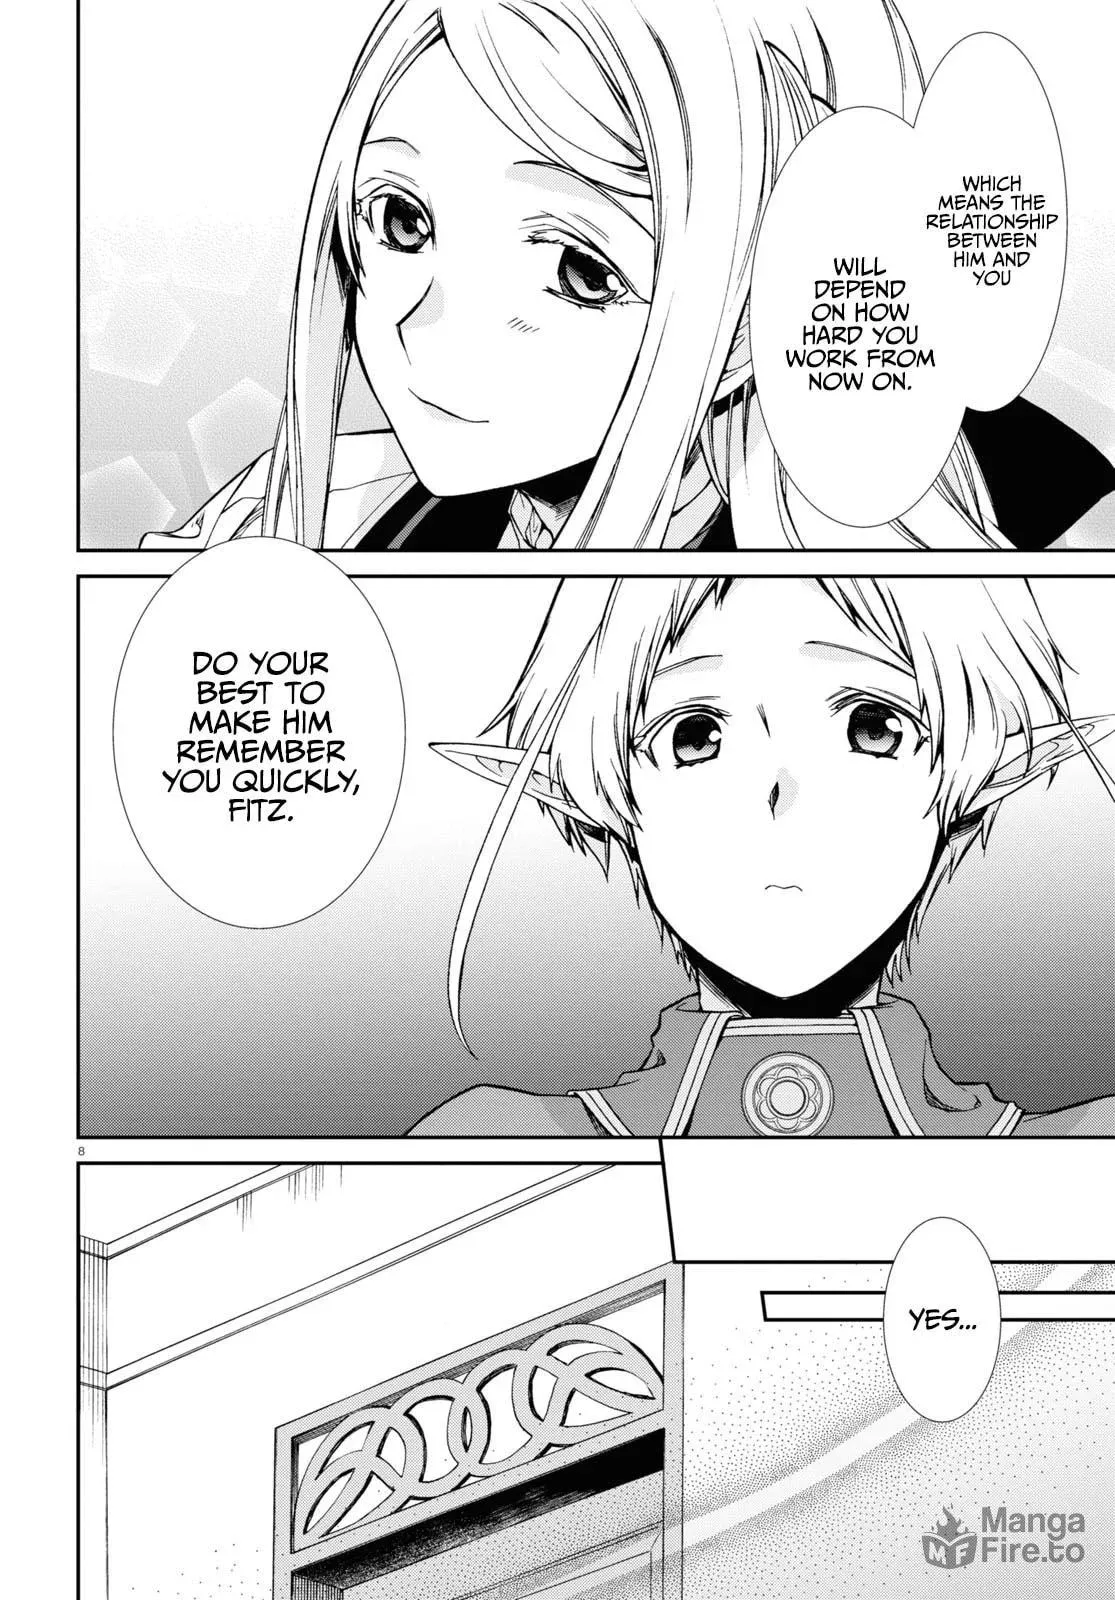 WHICH
MEANS THE
RELATIONSHIP
BETWEEN
HIM AND
YOU
WILL
DEPEND
ON HOW
HARD YOU
WORK FROM
NOW ON.
DO YOUR
BEST TO
MAKE HIM
REMEMBER
YOU QUICKLY,
FITZ.
8
YES...
MF
Manga
Fire.to